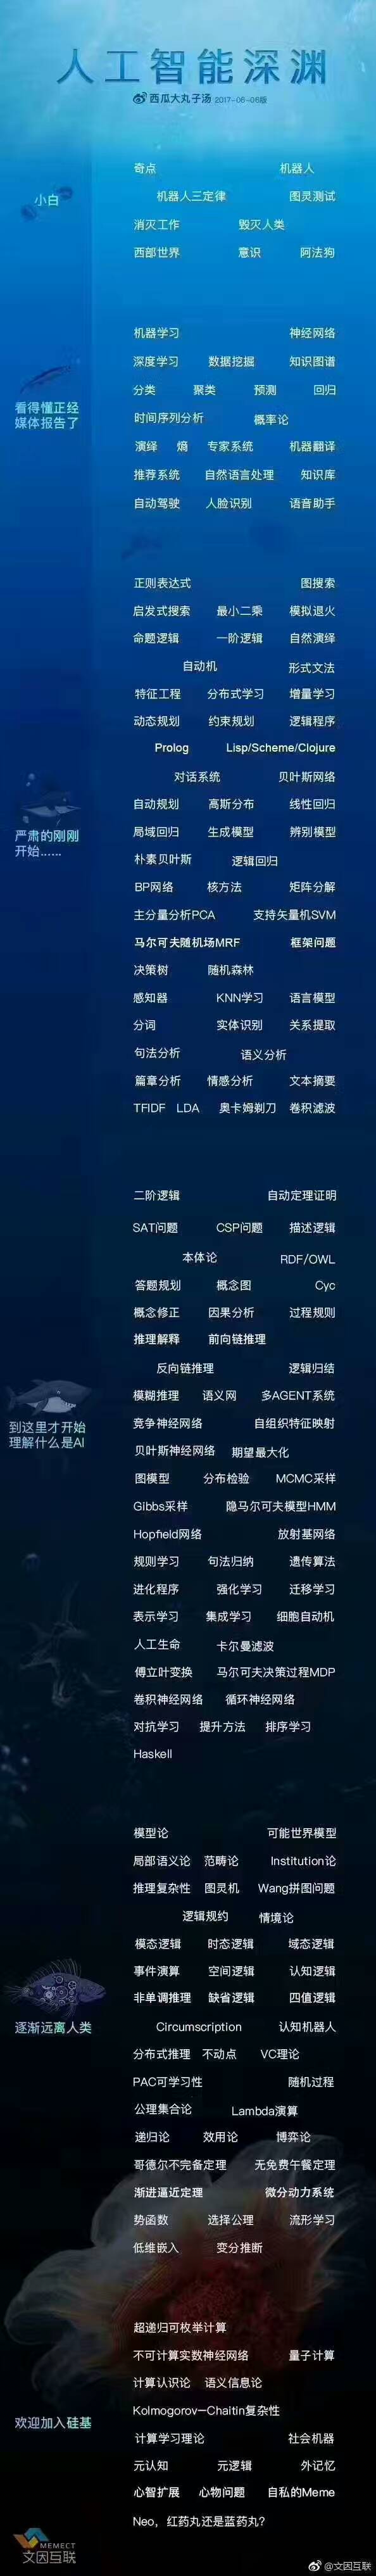 人工智能深渊
西瓜大丸子汤 2017-06-06版
小白
奇点 机器人
机器人三定律 图灵测试
消灭工作 毁灭人类
西部世界 意识 阿法狗
看得懂正经
媒体报告了
机器学习 神经网络
深度学习 数据挖掘 知识图谱
分类 聚类 预测 回归
时间序列分析 概率论
演绎 熵 专家系统 机器翻译
推荐系统 自然语言处理 知识库
自动驾驶 人脸识别 语音助手
严肃的刚刚
开始……
正则表达式 图搜索
启发式搜索 最小二乘 模拟退火
命题逻辑 一阶逻辑 自然演绎
自动机 形式文法
特征工程 分布式学习 增量学习
动态规划 约束规划 逻辑程序
Prolog Lisp/Scheme/Clojure
对话系统 贝叶斯网络
自动规划 高斯分布 线性回归
局域回归 生成模型 辨别模型
朴素贝叶斯 逻辑回归
BP网络 核方法 矩阵分解
主分量分析PCA 支持矢量机SVM
马尔可夫随机场MRF 框架问题
决策树 随机森林
感知器 KNN学习 语言模型
分词 实体识别 关系提取
句法分析 语义分析
篇章分析 情感分析 文本摘要
TFIDF LDA 奥卡姆剃刀 卷积滤波
到这里才开始
理解什么是AI
二阶逻辑 自动定理证明
SAT问题 CSP问题 描述逻辑
本体论 RDF/OWL
答题规划 概念图 Cyc
概念修正 因果分析 过程规则
推理解释 前向链推理
反向链推理 逻辑归结
模糊推理 语义网 多AGENT系统
竞争神经网络 自组织特征映射
贝叶斯神经网络 期望最大化
图模型 分布检验 MCMC采样
Gibbs采样 隐马尔可夫模型HMM
Hopfield网络 放射基网络
规则学习 句法归纳 遗传算法
进化程序 强化学习 迁移学习
表示学习 集成学习 细胞自动机
人工生命 卡尔曼滤波
傅立叶变换 马尔可夫决策过程MDP
卷积神经网络 循环神经网络
对抗学习 提升方法 排序学习
Haskell
逐渐远离人类
模型论 可能世界模型
局部语义论 范畴论 Institution论
推理复杂性 图灵机 Wang拼图问题
逻辑规约 情境论
模态逻辑 时态逻辑 域态逻辑
事件演算 空间逻辑 认知逻辑
非单调推理 缺省逻辑 四值逻辑
Circumscription 认知机器人
分布式推理 不动点 VC理论
PAC可学习性 随机过程
公理集合论 Lambda演算
递归论 效用论 博弈论
哥德尔不完备定理 无免费午餐定理
渐进逼近定理 微分动力系统
势函数 选择公理 流形学习
低维嵌入 变分推断
欢迎加入硅基
超递归可枚举计算
不可计算实数神经网络 量子计算
计算认识论 语义信息论
Kolmogorov—Chaitin复杂性
计算学习理论 社会机器
元认知 元逻辑 外记忆
心智扩展 心物问题 自私的Meme
Neo，红药丸还是蓝药丸？
MEMECT
文因互联
@文因互联